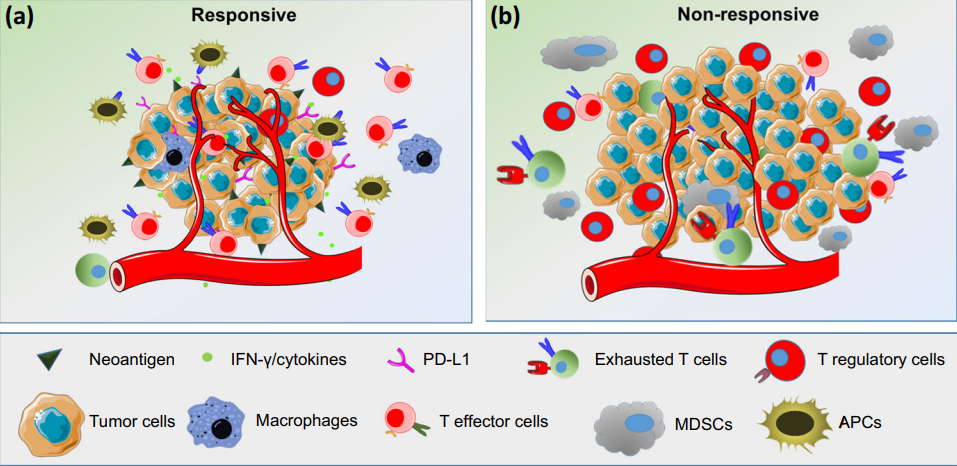 (a) Responsive
(b) Non-responsive
Neoantigen
IFN-γ/cytokines
PD-L1
Exhausted T cells
T regulatory cells
Tumor cells
Macrophages
T effector cells
MDSCs
APCs